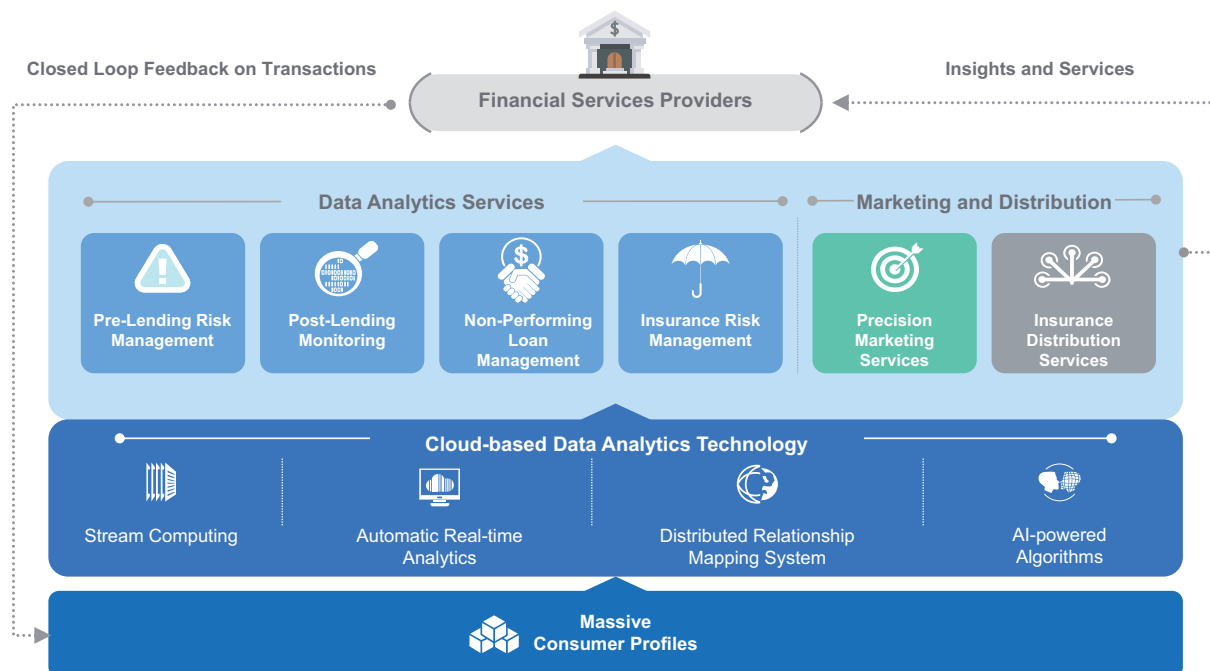 Closed Loop Feedback on Transactions
Insights and Services
$
Financial Services Providers
Data Analytics Services
Marketing and Distribution
!
Pre-Lending Risk
Management
Post-Lending
Monitoring
$
Non-Performing
Loan
Management
Insurance Risk
Management
Precision
Marketing
Services
Insurance
Distribution
Services
Cloud-based Data Analytics Technology
Stream Computing
Automatic Real-time
Analytics
Distributed Relationship
Mapping System
AI-powered
Algorithms
Massive
Consumer Profiles